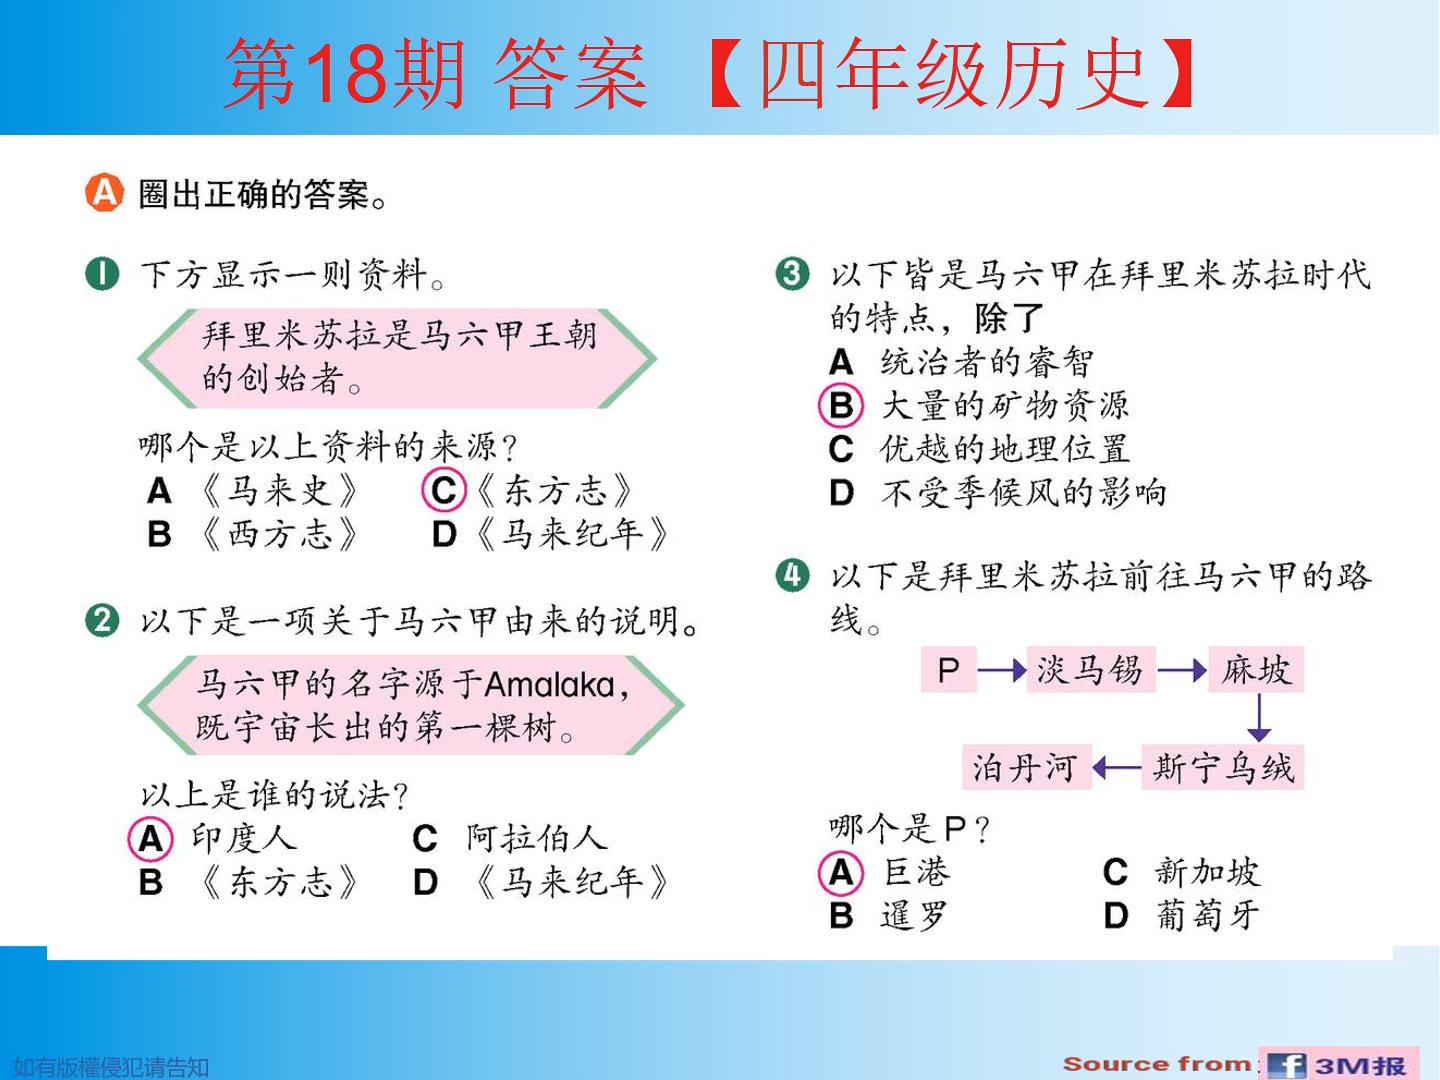 第18期 答案 【四年级历史】
A 圈出正确的答案。
1 下方显示一则资料。
拜里米苏拉是马六甲王朝
的创始者。
哪个是以上资料的来源？
A 《马来史》 C 《东方志》
B 《西方志》 D 《马来纪年》
2 以下是一项关于马六甲由来的说明。
马六甲的名字源于Amalaka，
既宇宙长出的第一棵树。
以上是谁的说法？
A 印度人 C 阿拉伯人
B 《东方志》 D 《马来纪年》
3 以下皆是马六甲在拜里米苏拉时代
的特点，除了
A 统治者的睿智
B 大量的矿物资源
C 优越的地理位置
D 不受季候风的影响
4 以下是拜里米苏拉前往马六甲的路
线。
P 淡马锡 麻坡
泊丹河 斯宁乌绒
哪个是P？
A 巨港 C 新加坡
B 暹罗 D 葡萄牙
如有版權侵犯请告知
Source from : f 3M报